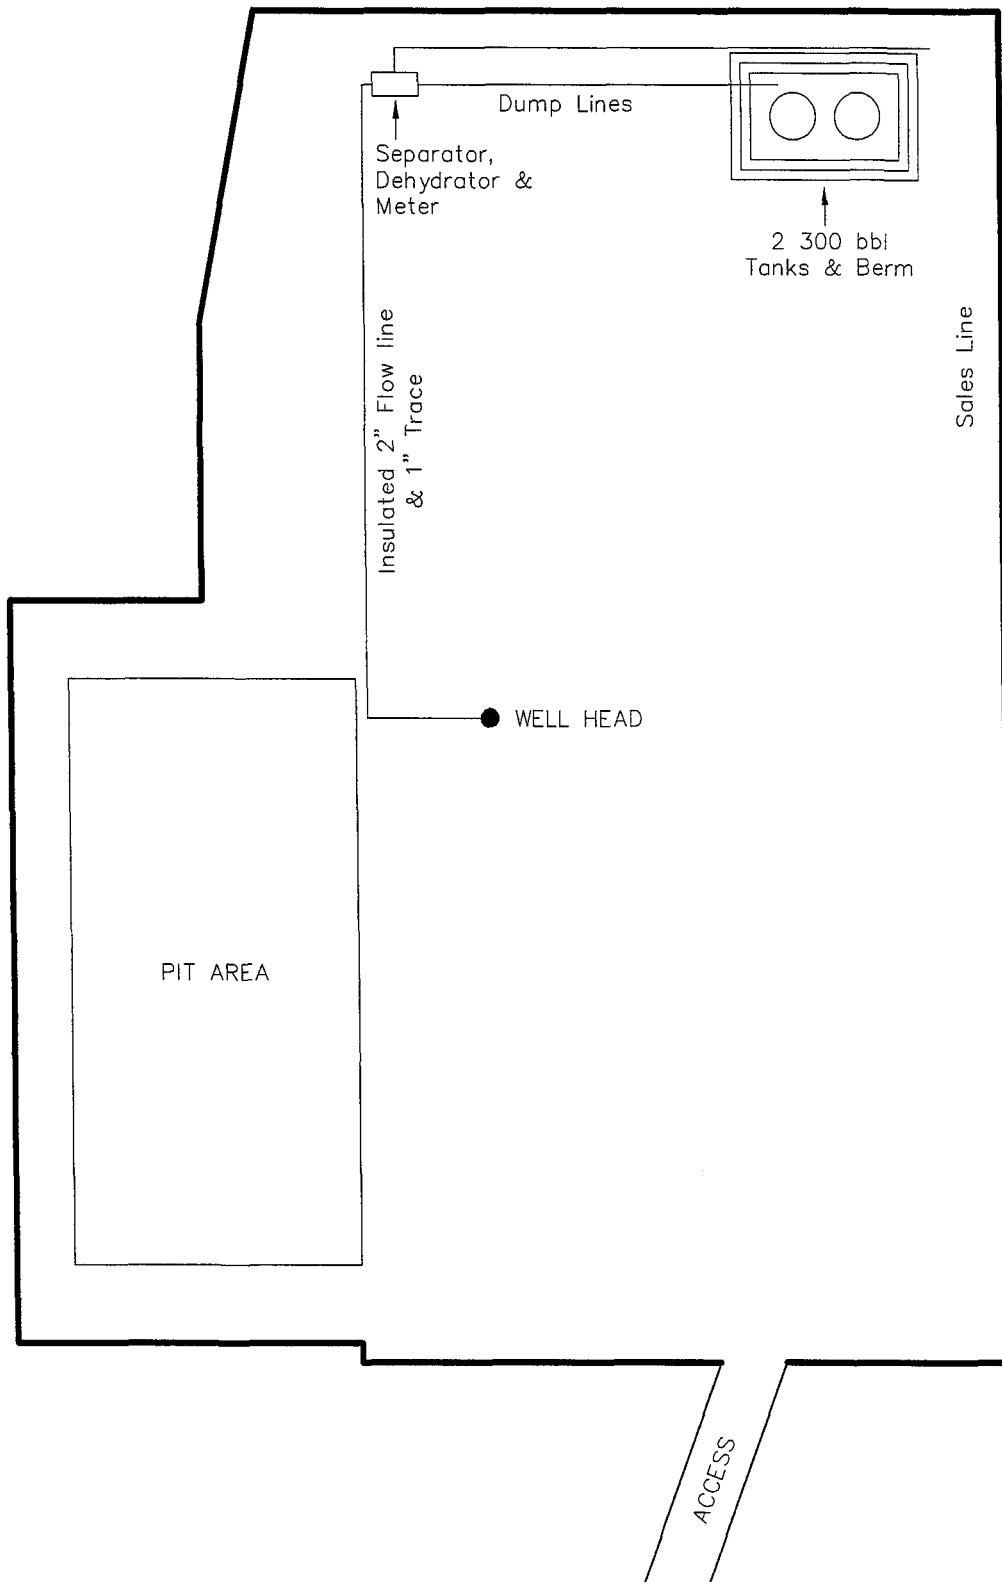 Dump Lines
Separator,
Dehydrator &
Meter
2 300 bbl
Tanks & Berm
Insulated 2" Flow line
& 1" Trace
Sales Line
WELL HEAD
PIT AREA
ACCESS